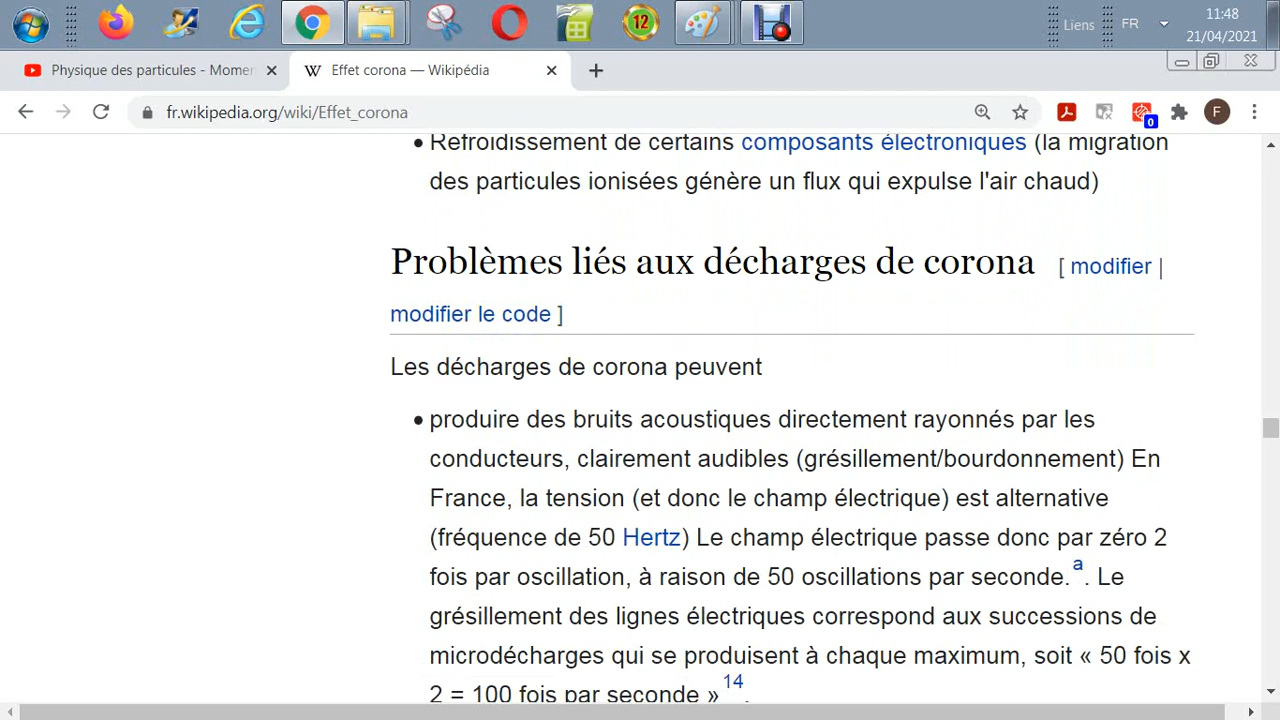 12
Liens
FR
11:48
21/04/2021
Physique des particules - Momen
Effet corona — Wikipédia
fr.wikipedia.org/wiki/Effet_corona
F
0
• Refroidissement de certains composants électroniques (la migration
des particules ionisées génère un flux qui expulse l'air chaud)
Problèmes liés aux décharges de corona [ modifier |
modifier le code ]
Les décharges de corona peuvent
• produire des bruits acoustiques directement rayonnés par les
conducteurs, clairement audibles (grésillement/bourdonnement) En
France, la tension (et donc le champ électrique) est alternative
(fréquence de 50 Hertz) Le champ électrique passe donc par zéro 2
fois par oscillation, à raison de 50 oscillations par seconde.a. Le
grésillement des lignes électriques correspond aux successions de
microdécharges qui se produisent à chaque maximum, soit « 50 fois x
2 = 100 fois par seconde »14.